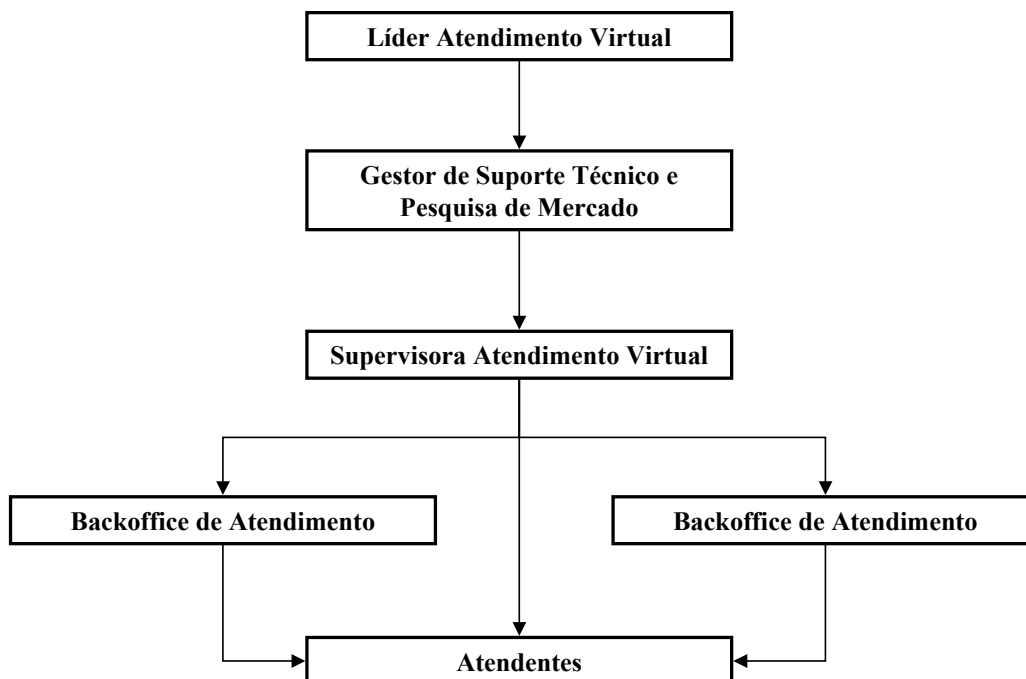 Líder Atendimento Virtual
Gestor de Suporte Técnico e
Pesquisa de Mercado
Supervisora Atendimento Virtual
Backoffice de Atendimento
Backoffice de Atendimento
Atendentes